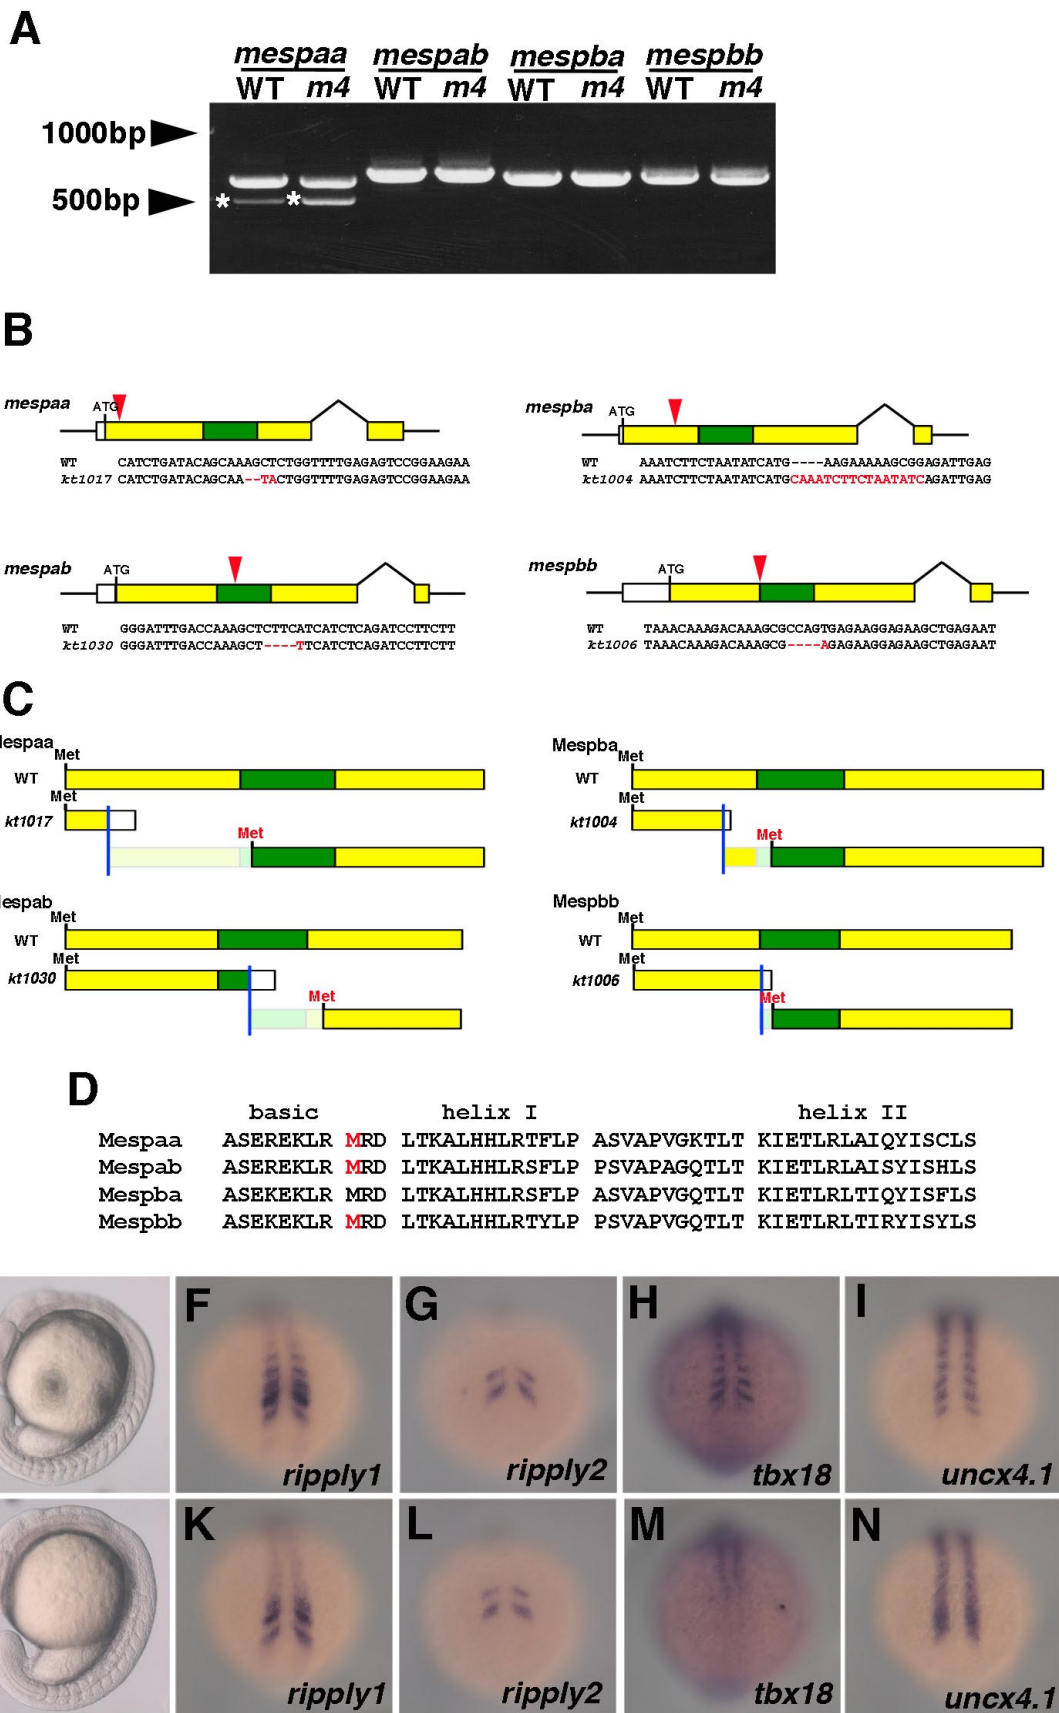 A
mespaa mespab mespba mespbb
WT m4 WT m4 WT m4 WT m4
1000bp
500bp
* *
B
mespaa ATG
WT CATCTGATACAGCAAAGCTCTGGTTTTGAGAGTCCGGAAGAA
kt1017 CATCTGATACAGCAA--TACTGGTTTTGAGAGTCCGGAAGAA
mespba ATG
WT AAATCTTCTAATATCATG----AAGAAAAAGCGGAGATTGAG
kt1004 AAATCTTCTAATATCATGCAAATCTTCTAATATCAGATTGAG
mespab ATG
WT GGGATTTGACCAAAGCTCTTCATCATCTCAGATCCTTCTT
kt1030 GGGATTTGACCAAAGCT----TTCATCTCAGATCCTTCTT
mespbb ATG
WT TAAACAAAGACAAAGCGCCAGTGAGAAGGAGAAGCTGAGAAT
kt1006 TAAACAAAGACAAAGCG----AGAGAAGGAGAAGCTGAGAAT
C
Mespaa
Met
WT
Met
kt1017
Met
Mespba
Met
WT
Met
kt1004
Met
Mespab
Met
WT
Met
kt1030
Met
Mespbb
Met
WT
Met
kt1006
Met
D
basic helix I helix II
Mespaa ASEREKLR MRD LTKALHHLRTFLP ASVAPVGKTLT KIETLRLAIQYISCLS
Mespab ASEREKLR MRD LTKALHHLRSFLP PSVAPAGQTLT KIETLRLAISYISHLS
Mespba ASEREKLR MRD LTKALHHLRSFLP ASVAPVGQTLT KIETLRLTIQYISFLS
Mespbb ASEKEKLR MRD LTKALHHLRTYLP PSVAPVGQTLT KIETLRLTIRYISYLS
F G H I
ripply1 ripply2 tbx18 uncx4.1
K L M N
ripply1 ripply2 tbx18 uncx4.1